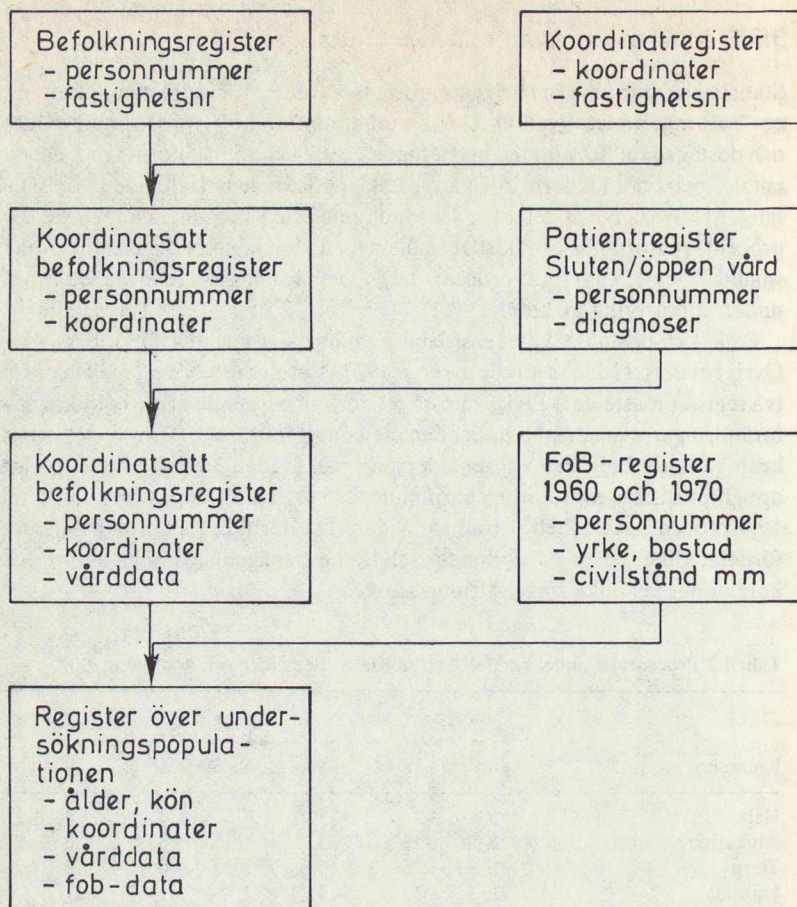 Befolkningsregister
- personnummer
- fastighetsnr
Koordinatregister
- koordinater
- fastighetsnr
Koordinatsatt
befolkningsregister
- personnummer
- koordinater
Patientregister
Sluten/öppen vård
- personnummer
- diagnoser
Koordinatsatt
befolkningsregister
- personnummer
- koordinater
- vårddata
FoB-register
1960 och 1970
- personnummer
- yrke, bostad
- civilstånd mm
Register över under-
sökningspopula-
tionen
- ålder, kön
- koordinater
- vårddata
- fob-data